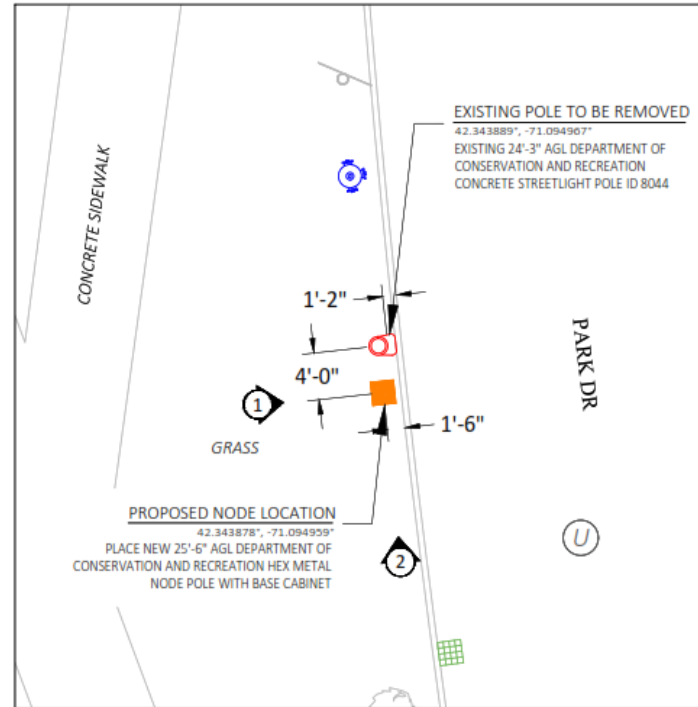 EXISTING POLE TO BE REMOVED
42.343889°, -71.094967°
EXISTING 24'-3" AGL DEPARTMENT OF
CONSERVATION AND RECREATION
CONCRETE STREETLIGHT POLE ID 8044
CONCRETE SIDEWALK
1'-2"
PARK DR
4'-0"
1
1'-6"
GRASS
PROPOSED NODE LOCATION
42.343878°, -71.094959°
PLACE NEW 25'-6" AGL DEPARTMENT OF
CONSERVATION AND RECREATION HEX METAL
NODE POLE WITH BASE CABINET
U
2